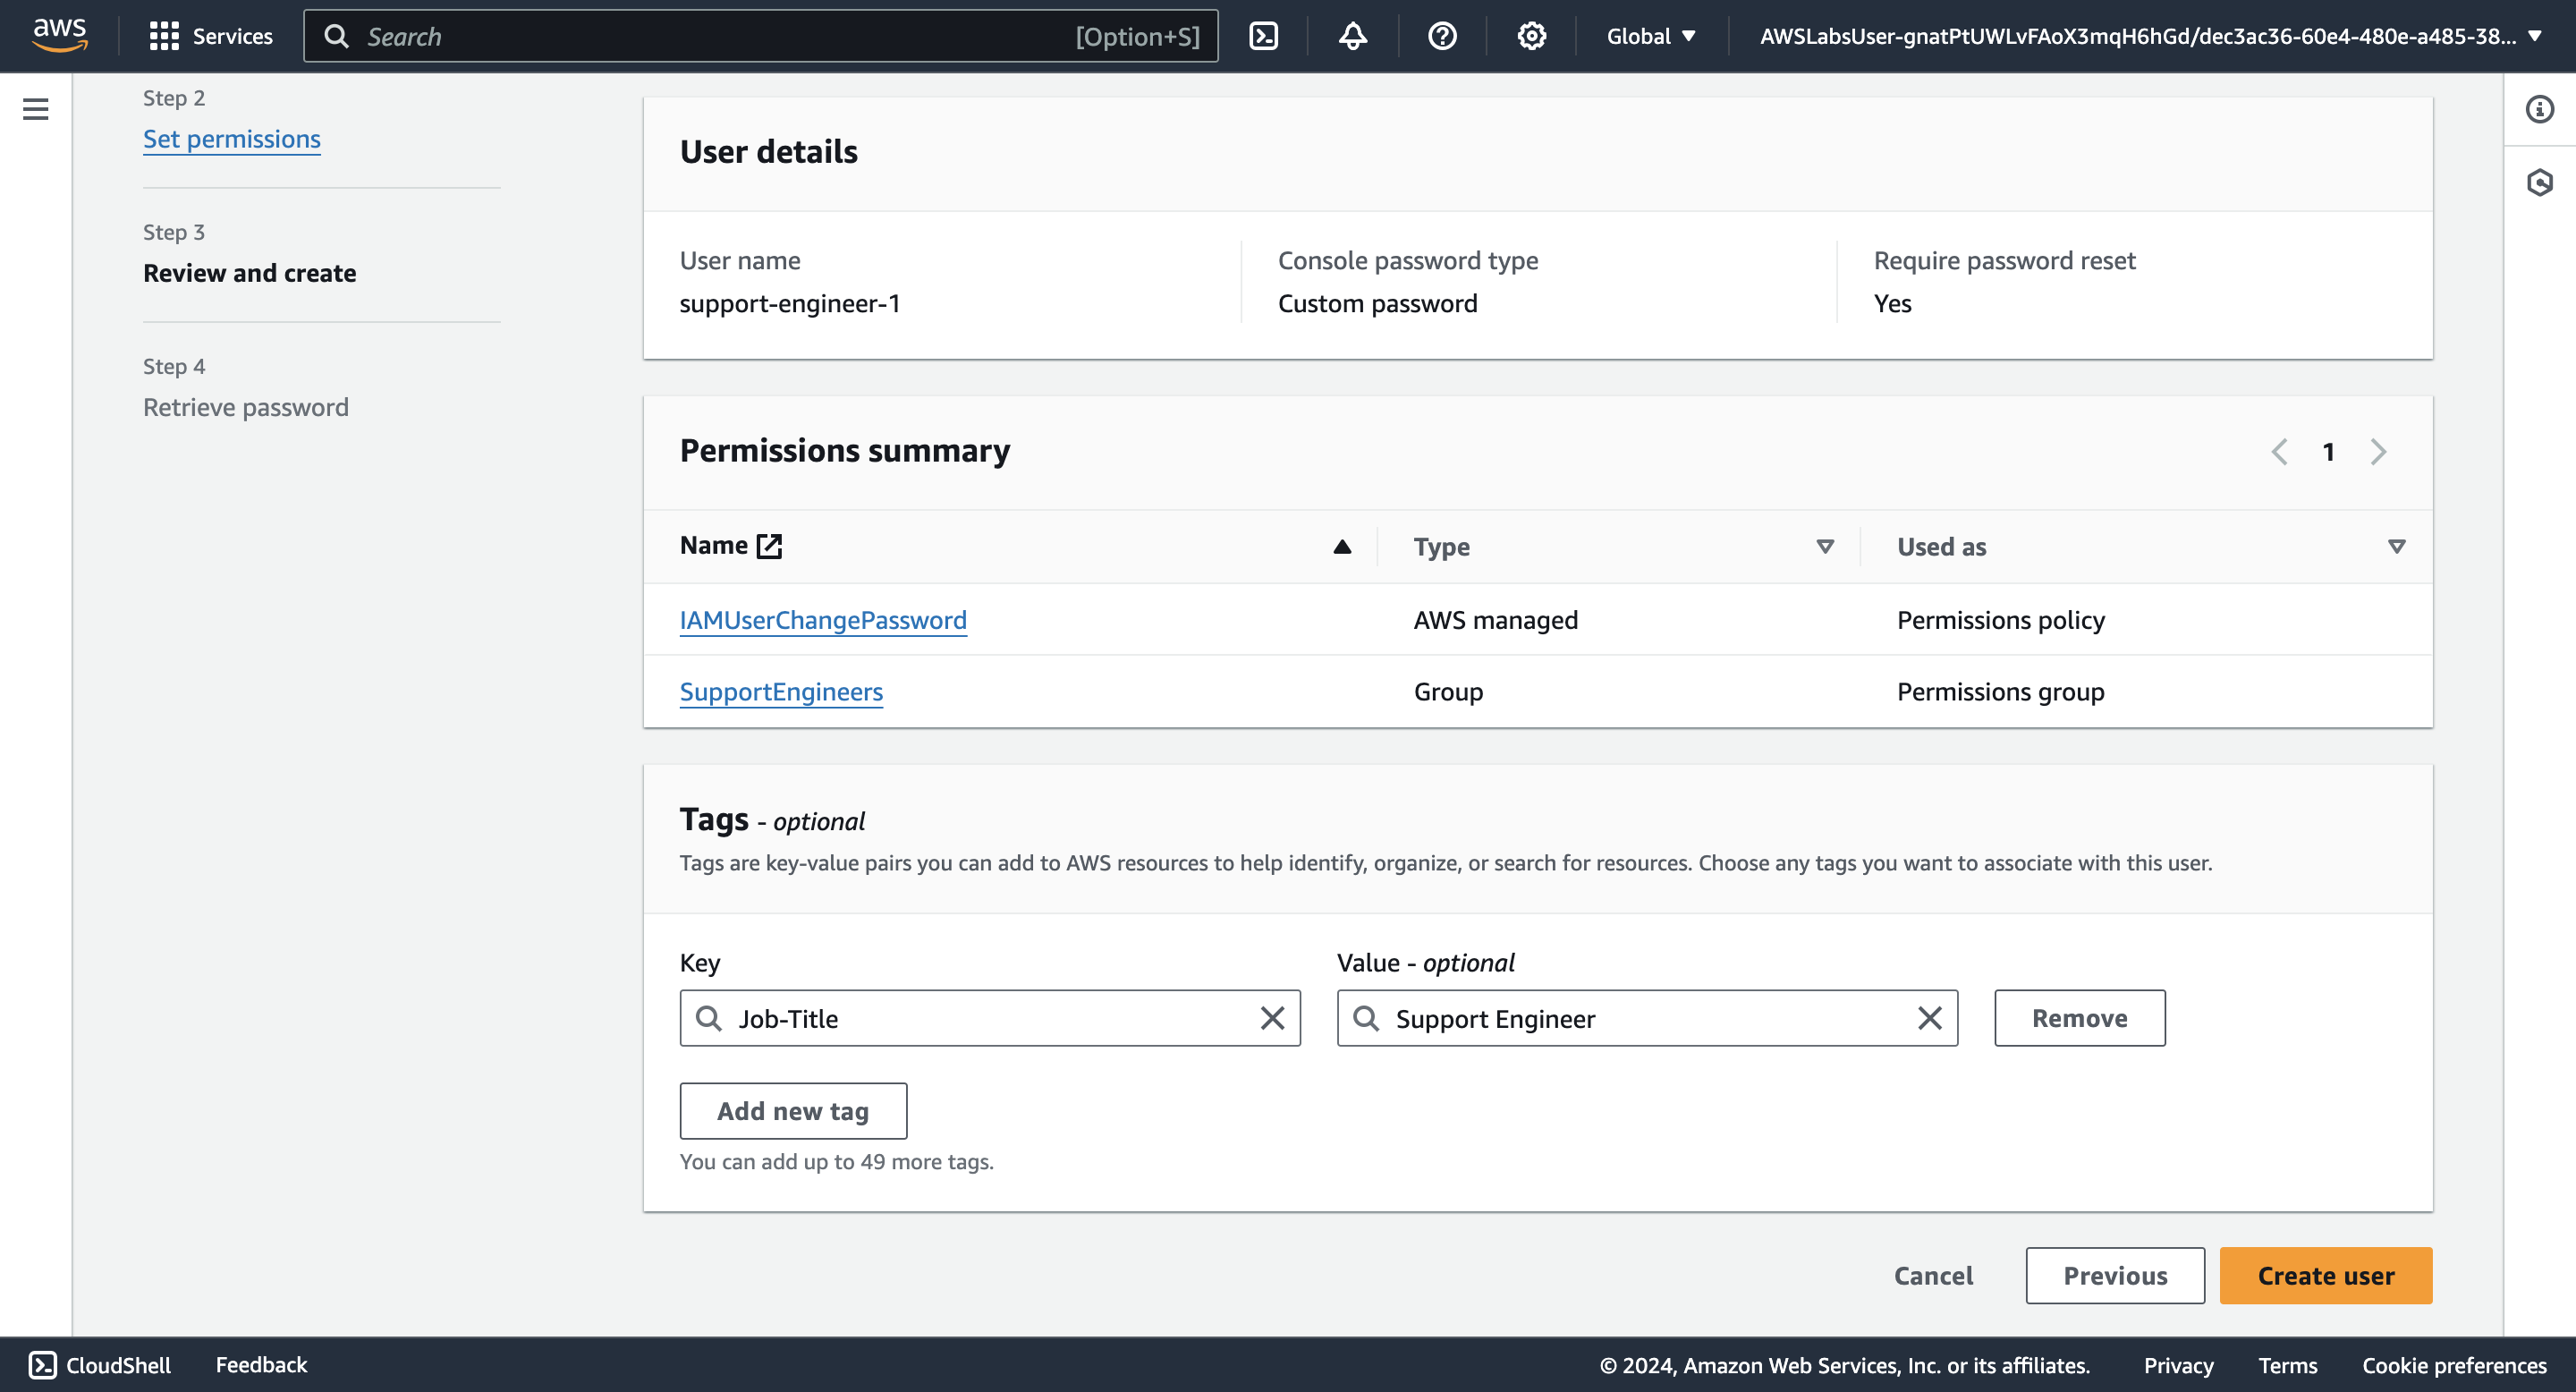 aws
Services
Search
[Option+S]
Global
AWSLabsUser-gnatPtUWLvFAoX3mqH6hGd/dec3ac36-60e4-480e-a485-38...
Step 2
Set permissions
Step 3
Review and create
Step 4
Retrieve password
User details
User name
support-engineer-1
Console password type
Custom password
Require password reset
Yes
Permissions summary
1
Name Type Used as
IAMUserChangePassword AWS managed Permissions policy
SupportEngineers Group Permissions group
Tags - optional
Tags are key-value pairs you can add to AWS resources to help identify, organize, or search for resources. Choose any tags you want to associate with this user.
Key
Job-Title
Value - optional
Support Engineer
Remove
Add new tag
You can add up to 49 more tags.
Cancel
Previous
Create user
CloudShell
Feedback
© 2024, Amazon Web Services, Inc. or its affiliates.
Privacy
Terms
Cookie preferences